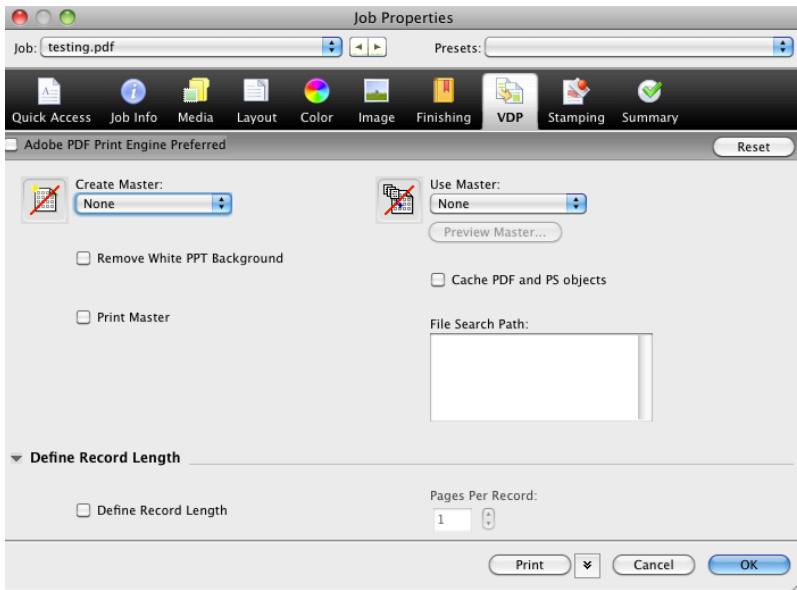 Job Properties
Job: testing.pdf Presets:
Quick Access Job Info Media Layout Color Image Finishing VDP Stamping Summary
Adobe PDF Print Engine Preferred Reset
Create Master: Use Master:
None None
Preview Master...
Remove White PPT Background
Cache PDF and PS objects
Print Master
File Search Path:
Define Record Length
Pages Per Record:
Define Record Length
1
Print Cancel OK